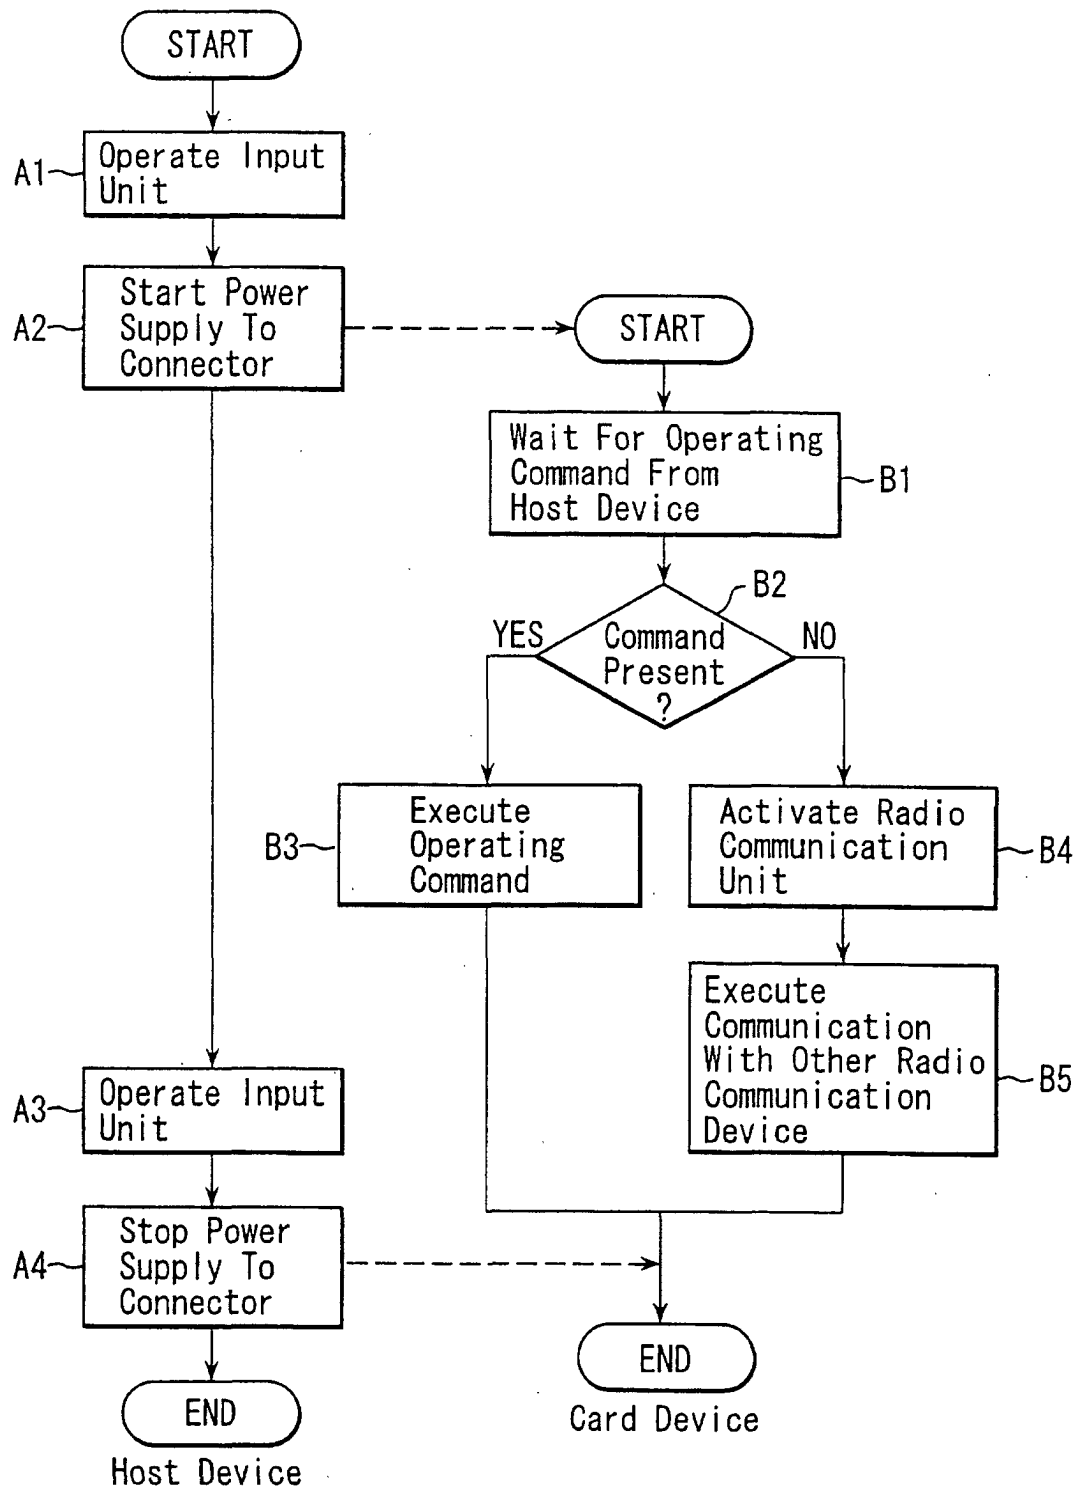 START
A1
Operate Input
Unit
A2
Start Power
Supply To
Connector
START
Wait For Operating
Command From
Host Device
B1
B2
YES
Command
Present
?
NO
B3
Execute
Operating
Command
Activate Radio
Communication
Unit
B4
Execute
Communication
With Other Radio
Communication
Device
B5
A3
Operate Input
Unit
A4
Stop Power
Supply To
Connector
END
Card Device
END
Host Device